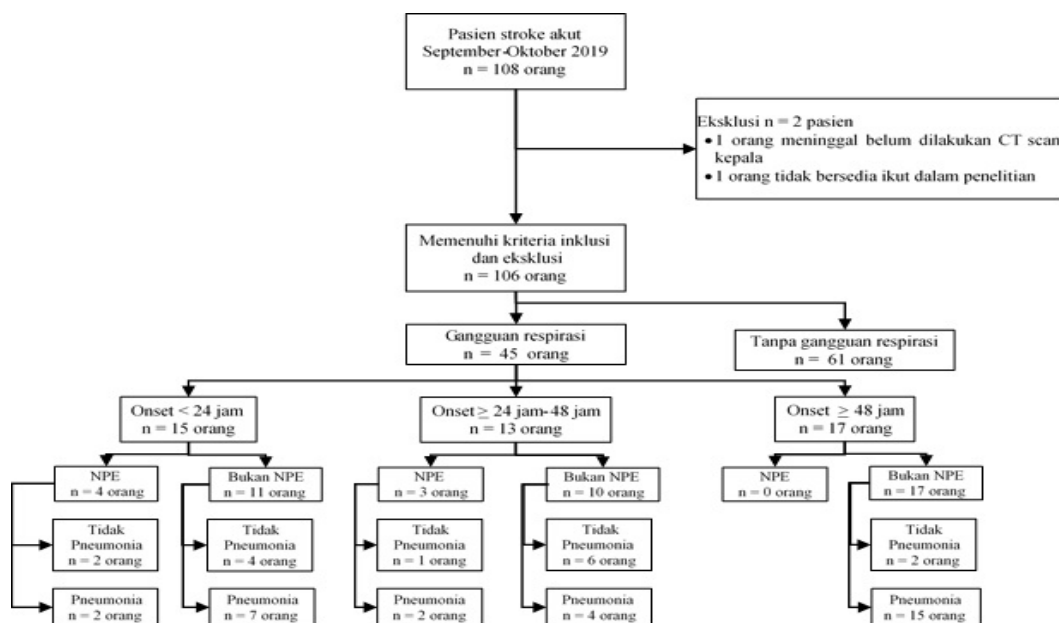 Pasien stroke akut
September-Oktober 2019
n = 108 orang
Eksklusi n = 2 pasien
• 1 orang meninggal belum dilakukan CT scan
kepala
• 1 orang tidak bersedia ikut dalam penelitian
Memenuhi kriteria inklusi
dan eksklusi
n = 106 orang
Gangguan respirasi
n = 45 orang
Tanpa gangguan respirasi
n = 61 orang
Onset < 24 jam
n = 15 orang
Onset ≥ 24 jam-48 jam
n = 13 orang
Onset ≥ 48 jam
n = 17 orang
NPE
n = 4 orang
Bukan NPE
n = 11 orang
NPE
n = 3 orang
Bukan NPE
n = 10 orang
NPE
n = 0 orang
Bukan NPE
n = 17 orang
Tidak
Pneumonia
n = 2 orang
Tidak
Pneumonia
n = 4 orang
Tidak
Pneumonia
n = 1 orang
Tidak
Pneumonia
n = 6 orang
Tidak
Pneumonia
n = 2 orang
Pneumonia
n = 2 orang
Pneumonia
n = 7 orang
Pneumonia
n = 2 orang
Pneumonia
n = 4 orang
Pneumonia
n = 15 orang